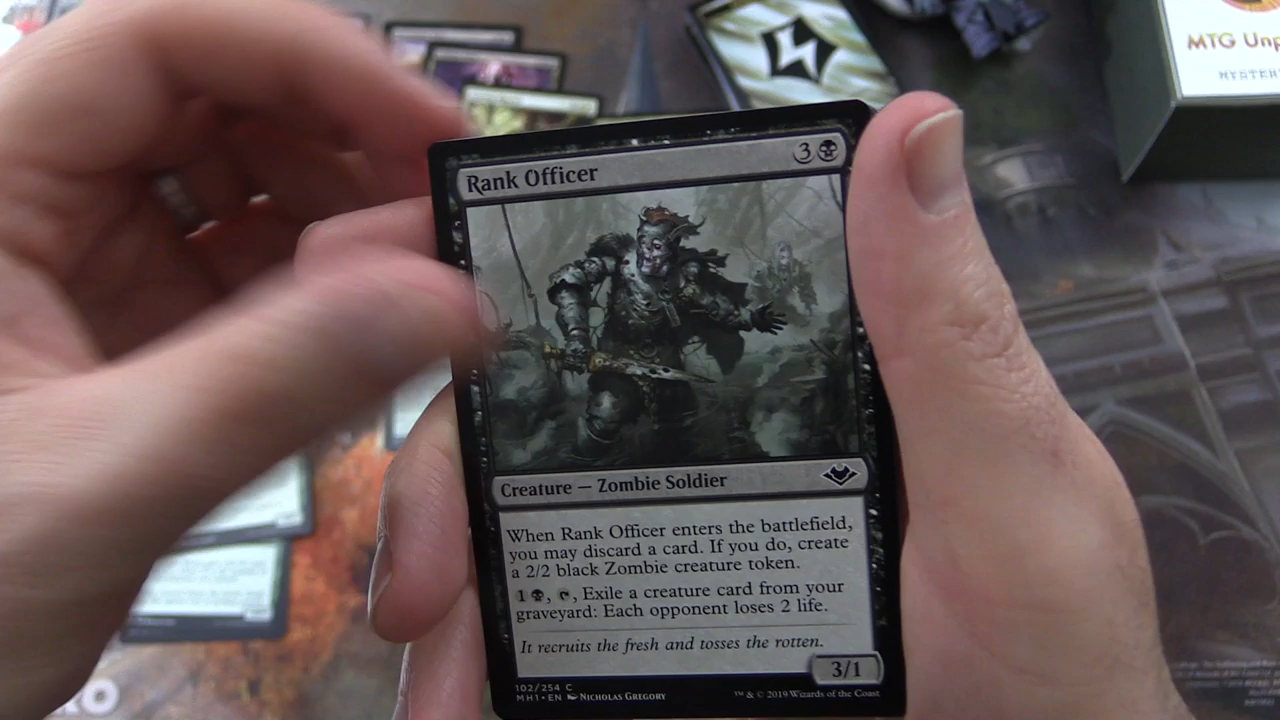 MTG Unp
MYSTER
Rank Officer
3
Creature — Zombie Soldier
When Rank Officer enters the battlefield,
you may discard a card. If you do, create
a 2/2 black Zombie creature token.
1 , , Exile a creature card from your
graveyard: Each opponent loses 2 life.
It recruits the fresh and tosses the rotten.
3/1
102/254 C
MH1 • EN Nicholas Gregory
™ & © 2019 Wizards of the Coast